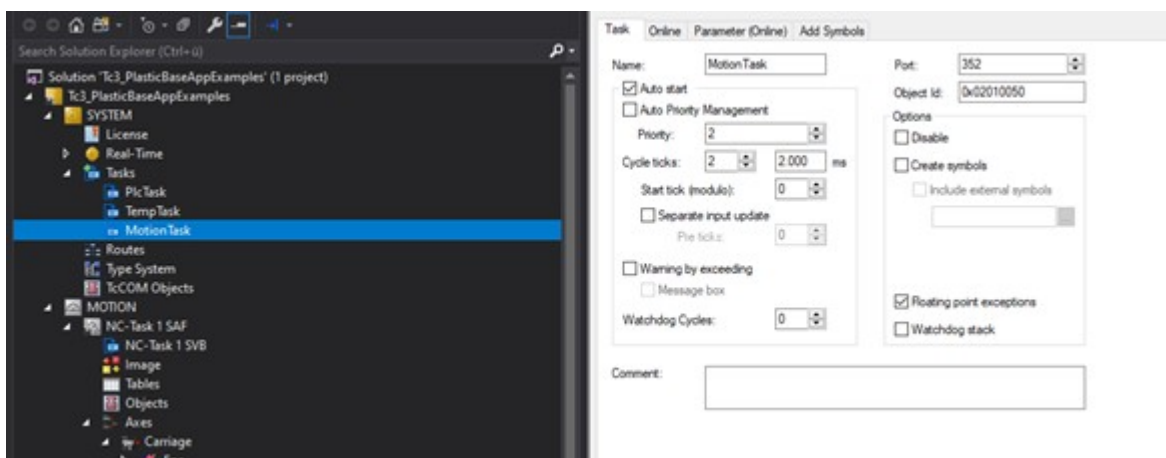 Search Solution Explorer (Ctrl+ü)
Solution 'Tc3_PlasticBaseAppExamples' (1 project)
Tc3_PlasticBaseAppExamples
SYSTEM
License
Real-Time
Tasks
PlcTask
TempTask
MotionTask
Routes
Type System
TcCOM Objects
MOTION
NC-Task 1 SAF
NC-Task 1 SVB
Image
Tables
Objects
Axes
Carriage
Task Online Parameter (Online) Add Symbols
Name: MotionTask Port: 352
Auto start Object Id: 0x02010050
Auto Priority Management Options
Priority: 2 Disable
Cycle ticks: 2 2.000 ms Create symbols
Start tick (modulo): 0 Include external symbols
Separate input update
Pre ticks: 0
Warning by exceeding
Message box Floating point exceptions
Watchdog Cycles: 0 Watchdog stack
Comment: